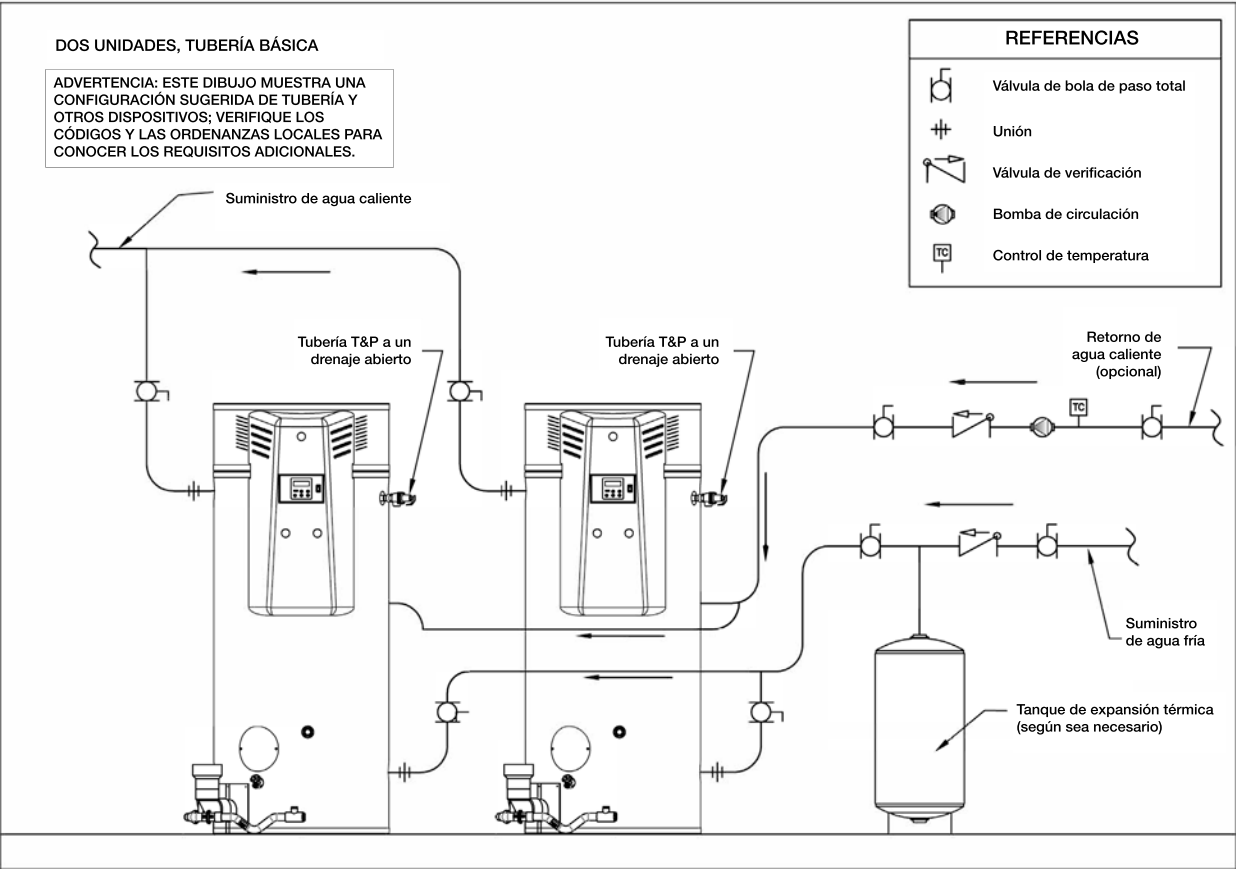 DOS UNIDADES, TUBERÍA BÁSICA
ADVERTENCIA: ESTE DIBUJO MUESTRA UNA
CONFIGURACIÓN SUGERIDA DE TUBERÍA Y
OTROS DISPOSITIVOS; VERIFIQUE LOS
CÓDIGOS Y LAS ORDENANZAS LOCALES PARA
CONOCER LOS REQUISITOS ADICIONALES.
REFERENCIAS
Válvula de bola de paso total
Unión
Válvula de verificación
Bomba de circulación
TC
Control de temperatura
Suministro de agua caliente
Tubería T&P a un
drenaje abierto
Tubería T&P a un
drenaje abierto
Retorno de
agua caliente
(opcional)
TC
Suministro
de agua fría
Tanque de expansión térmica
(según sea necesario)